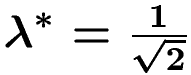 λ* = 1/√2